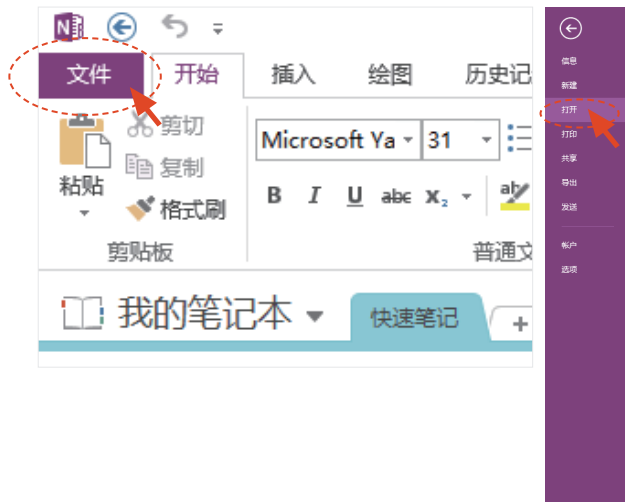 文件 开始 插入 绘图 历史记
剪切
复制
粘贴
格式刷
剪贴板
Microsoft Ya 31
B I U abc X₂ aby
普通文
我的笔记本 快速笔记 +
信息
新建
打开
打印
共享
导出
发送
帐户
选项